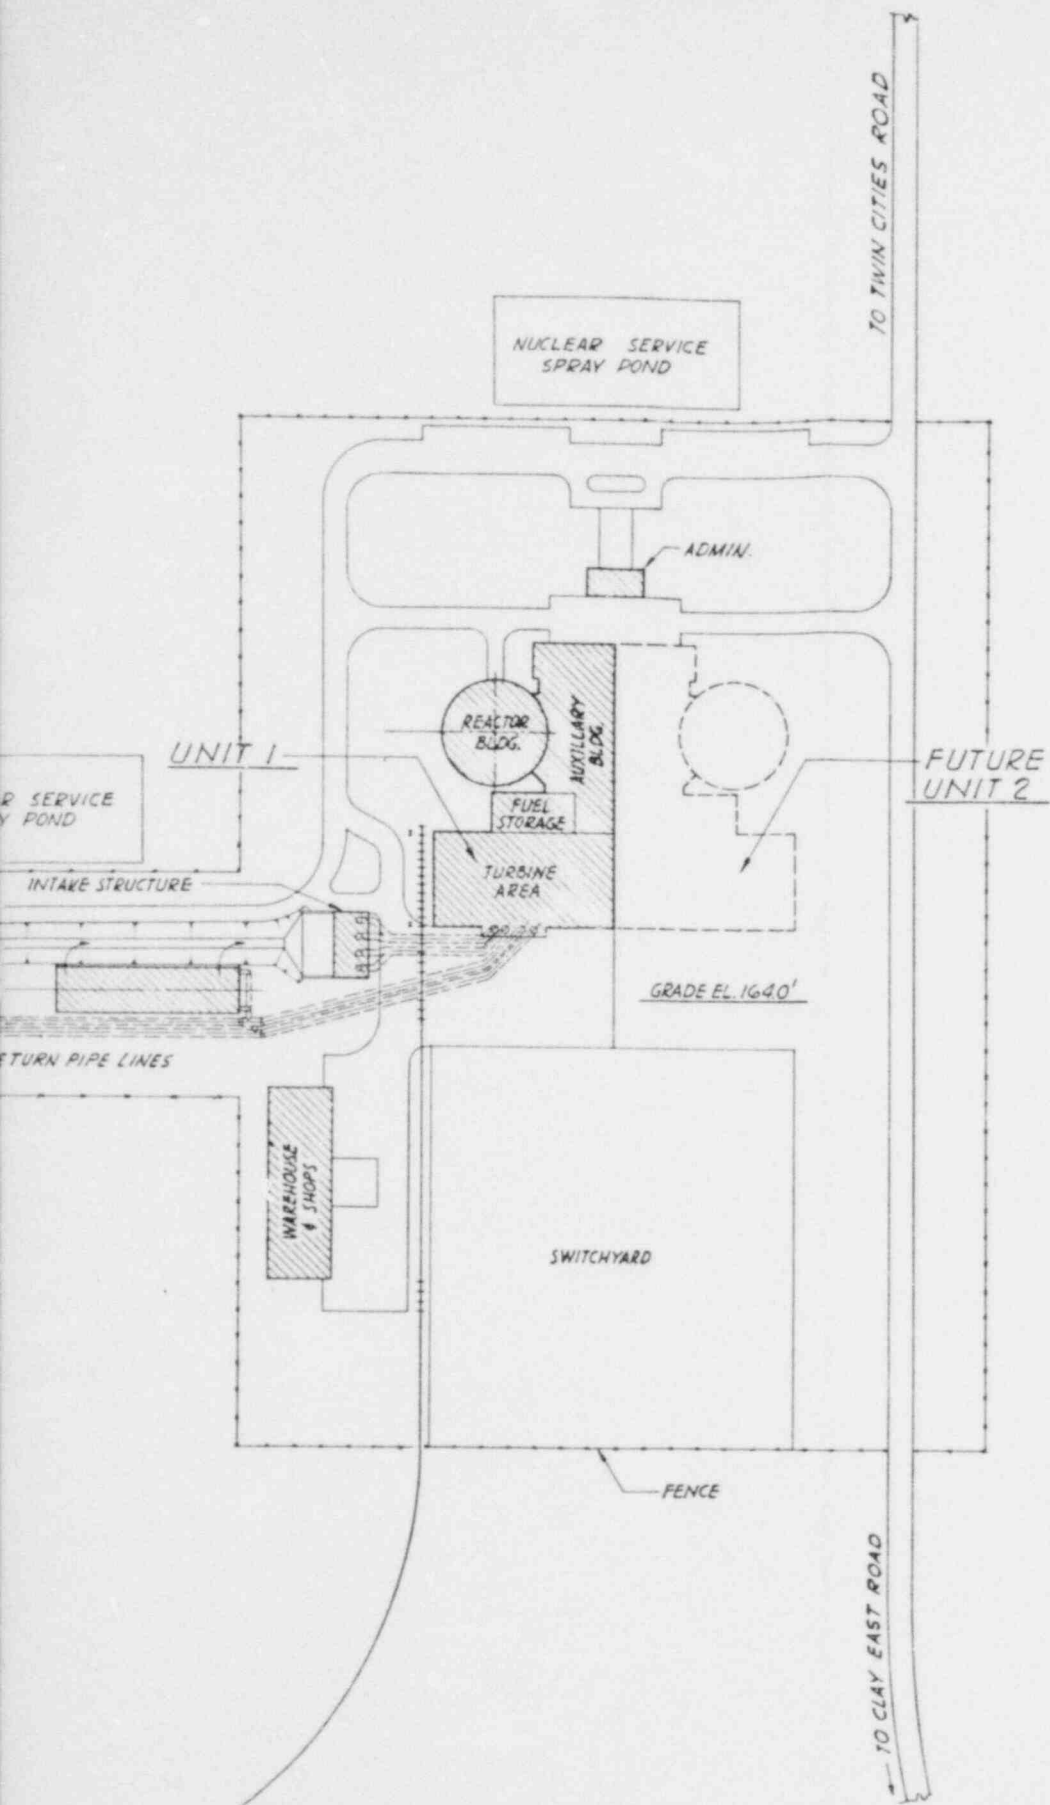 TO TWIN CITIES ROAD
NUCLEAR SERVICE
SPRAY POND
ADMIN.
REACTOR
BLDG.
AUXILLARY
BLDG.
UNIT 1
FUTURE
UNIT 2
FUEL
STORAGE
R SERVICE
Y POND
TURBINE
AREA
INTAKE STRUCTURE
GRADE EL. 164.0'
ETURN PIPE LINES
WAREHOUSE
& SHOPS
SWITCHYARD
FENCE
TO CLAY EAST ROAD